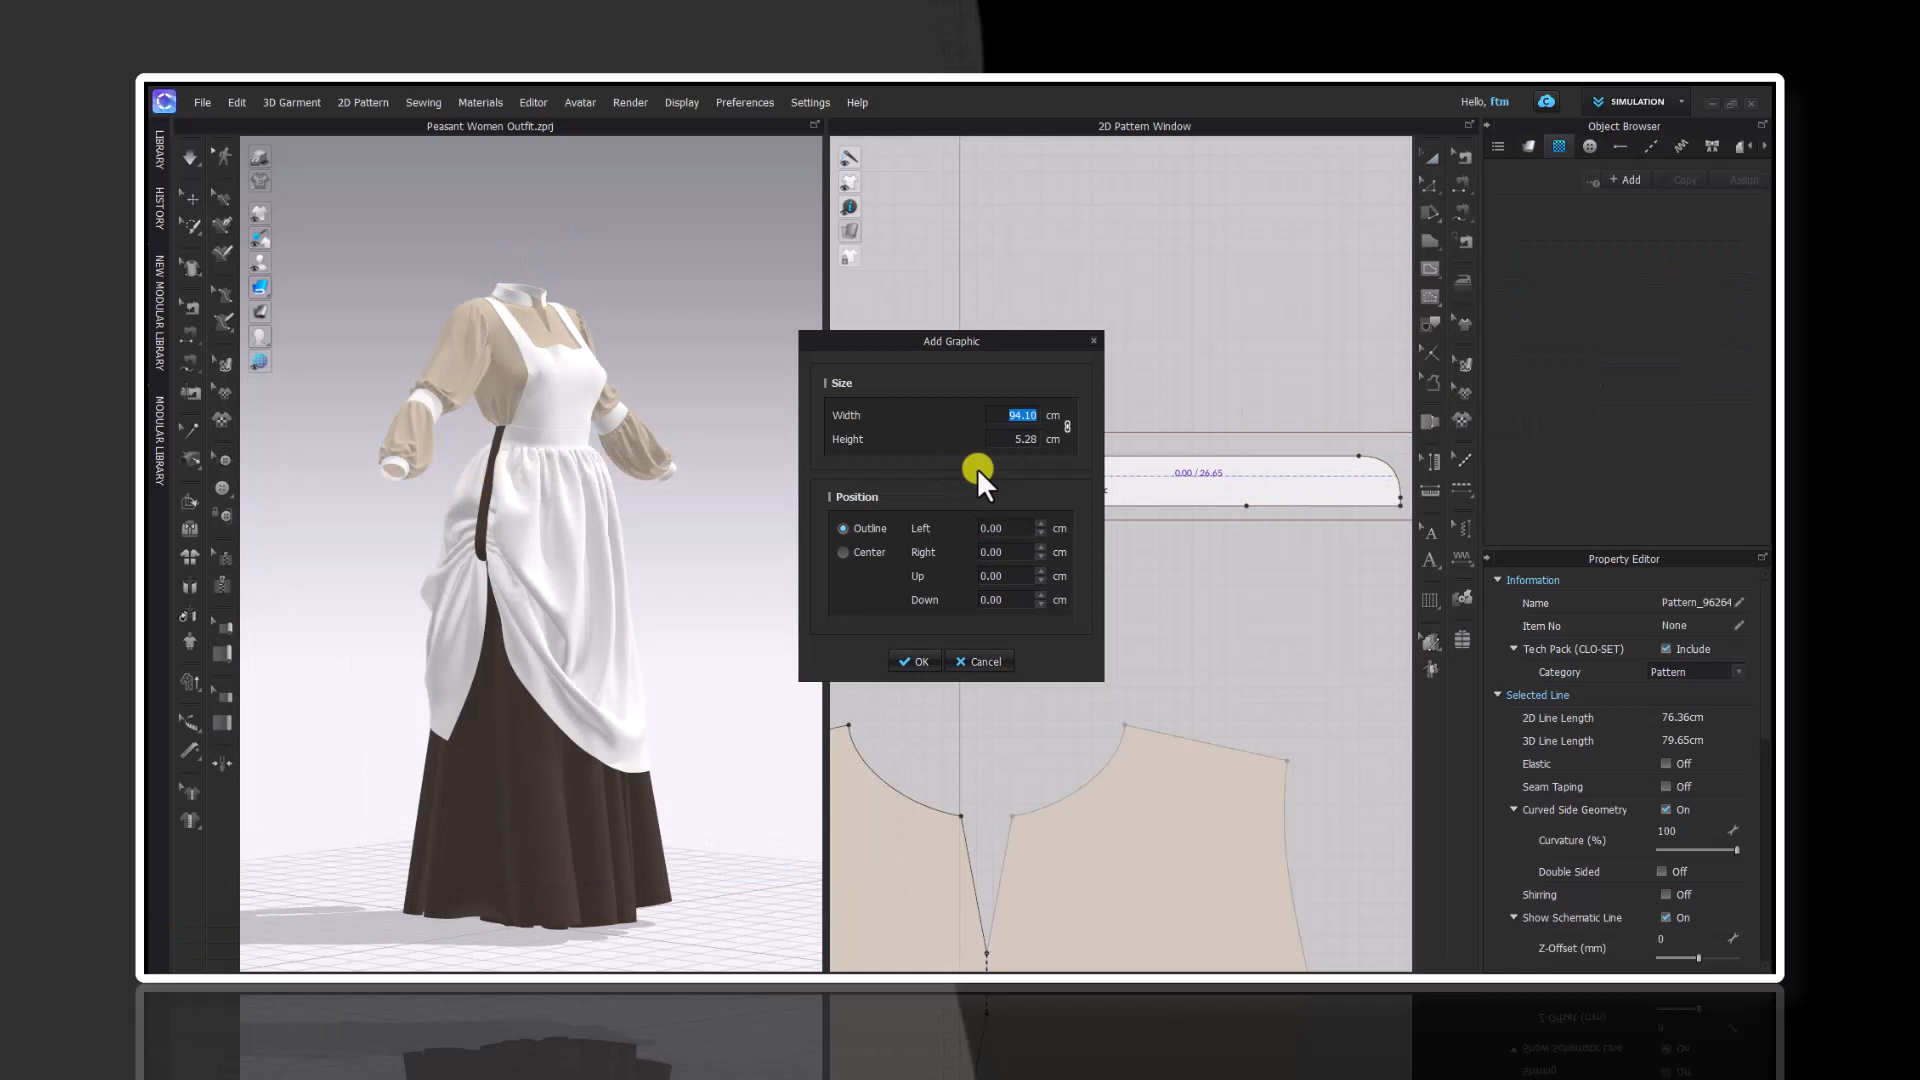 File Edit 3D Garment 2D Pattern Sewing Materials Editor Avatar Render Display Preferences Settings Help
Hello, ftm
SIMULATION
Peasant Women Outfit.zprj
2D Pattern Window
Object Browser
+ Add
Copy
Assign
LIBRARY
HISTORY
NEW MODULAR LIBRARY
MODULAR LIBRARY
Add Graphic
Size
Width 94.10 cm
Height 5.28 cm
Position
Outline Left 0.00 cm
Center Right 0.00 cm
Up 0.00 cm
Down 0.00 cm
OK Cancel
0.00 / 26.65
c
Property Editor
Information
Name Pattern_96264
Item No None
Tech Pack (CLO-SET) Include
Category Pattern
Selected Line
2D Line Length 76.36cm
3D Line Length 79.65cm
Elastic Off
Seam Taping Off
Curved Side Geometry On
Curvature (%) 100
Double Sided Off
Shirring Off
Show Schematic Line On
Z-Offset (mm) 0